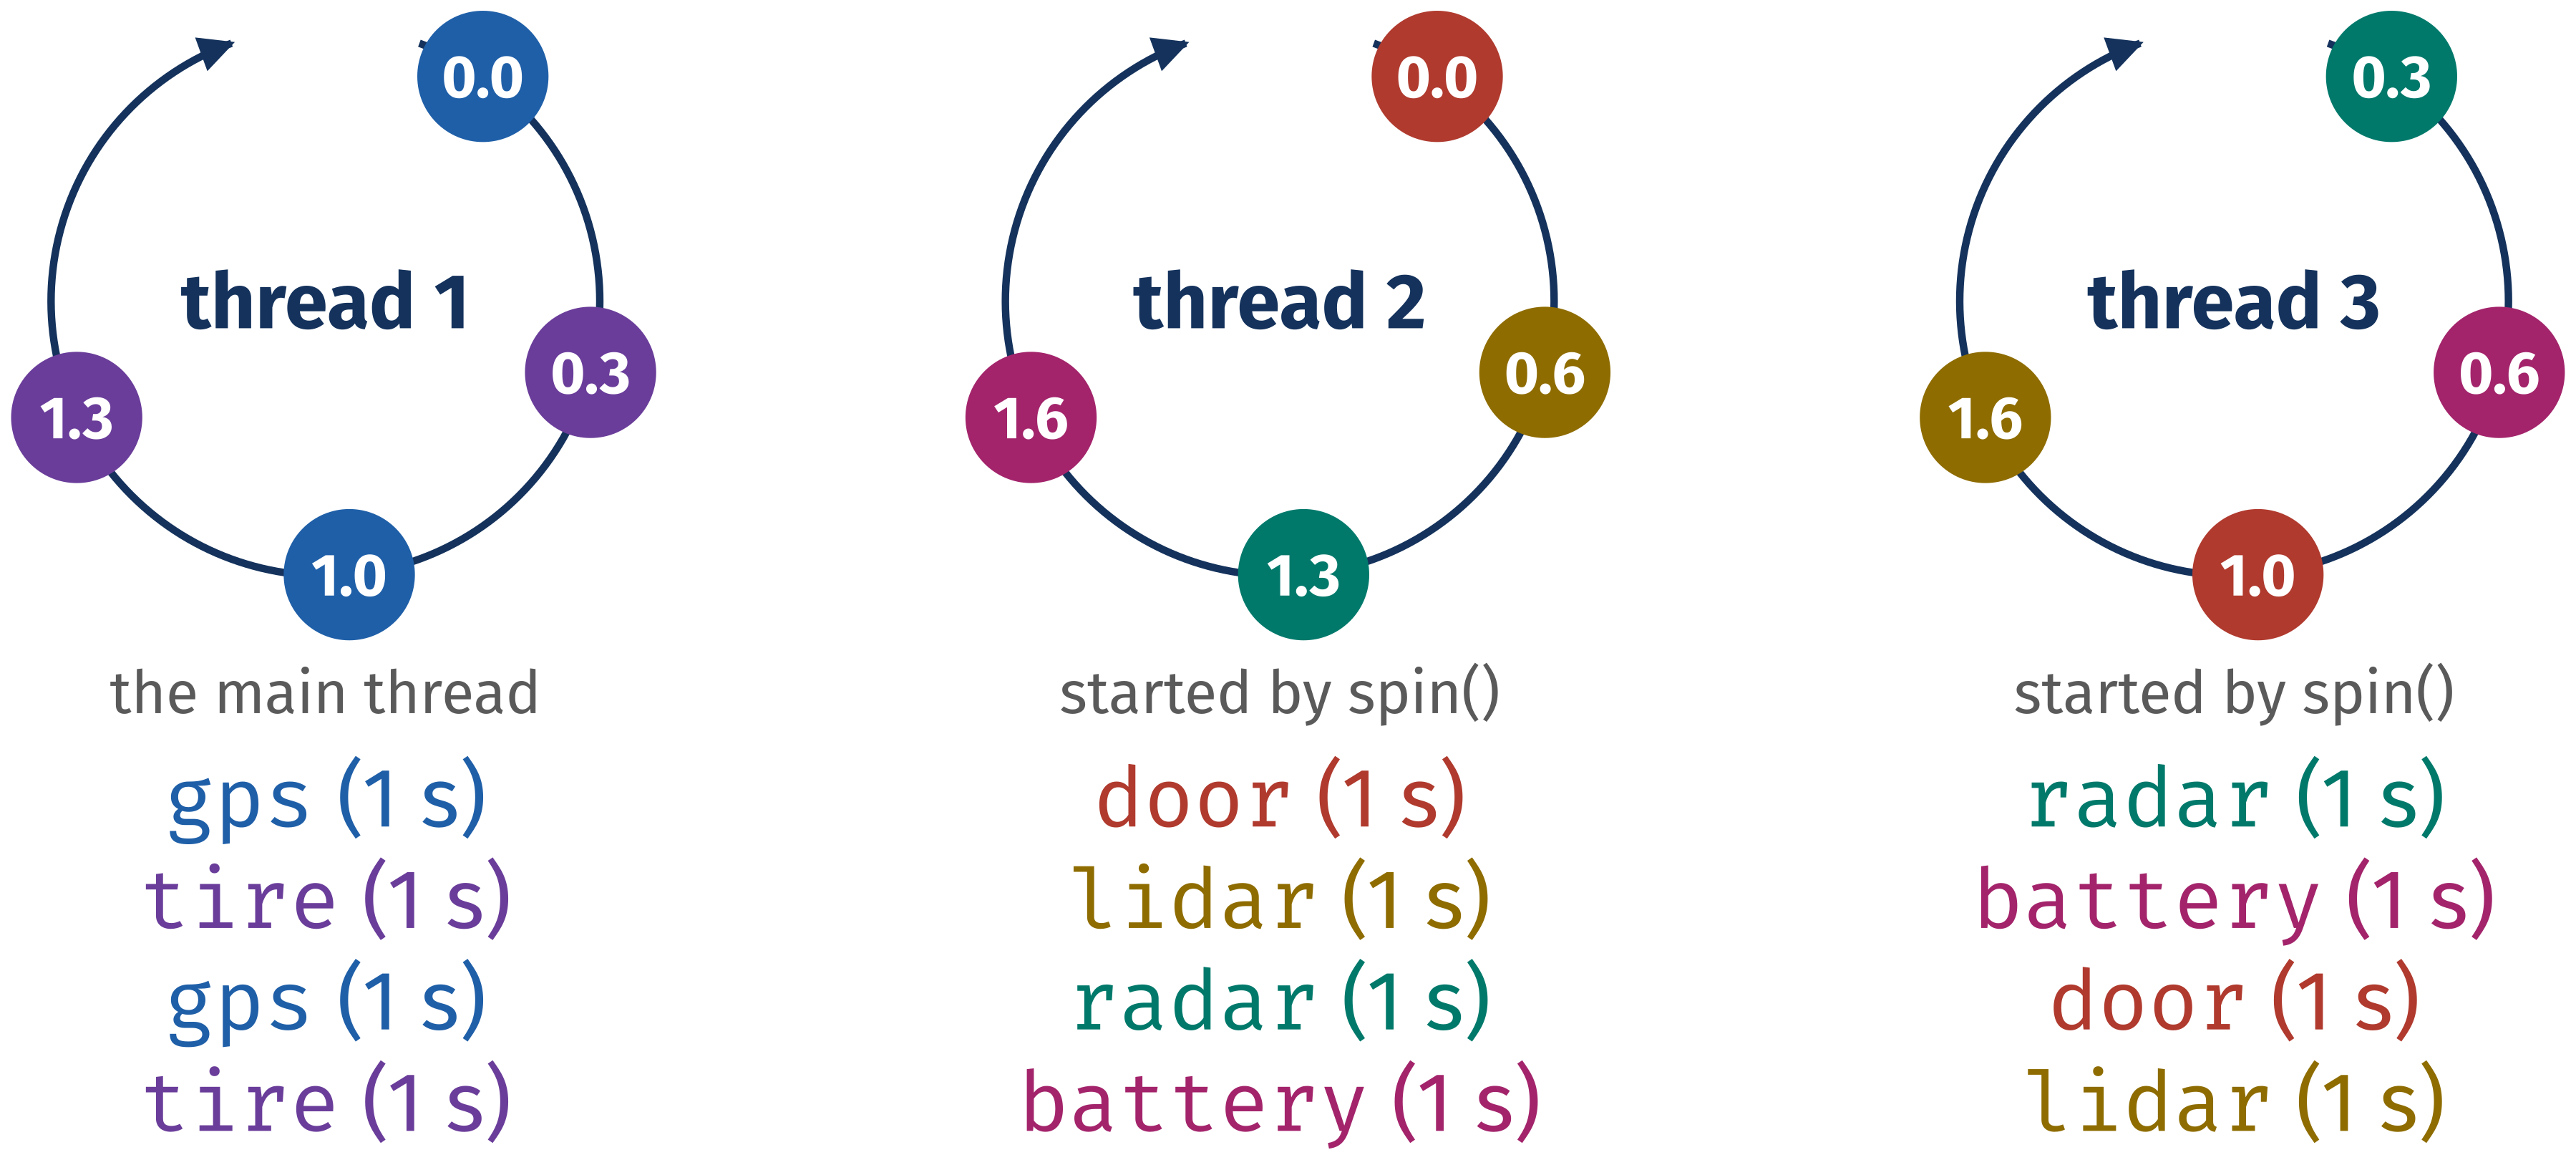 0.0
thread 1
0.3
1.3
1.0
the main thread
gps (1 s)
tire (1 s)
gps (1 s)
tire (1 s)
0.0
thread 2
0.6
1.6
1.3
started by spin()
door (1 s)
lidar (1 s)
radar (1 s)
battery (1 s)
0.3
thread 3
0.6
1.6
1.0
started by spin()
radar (1 s)
battery (1 s)
door (1 s)
lidar (1 s)